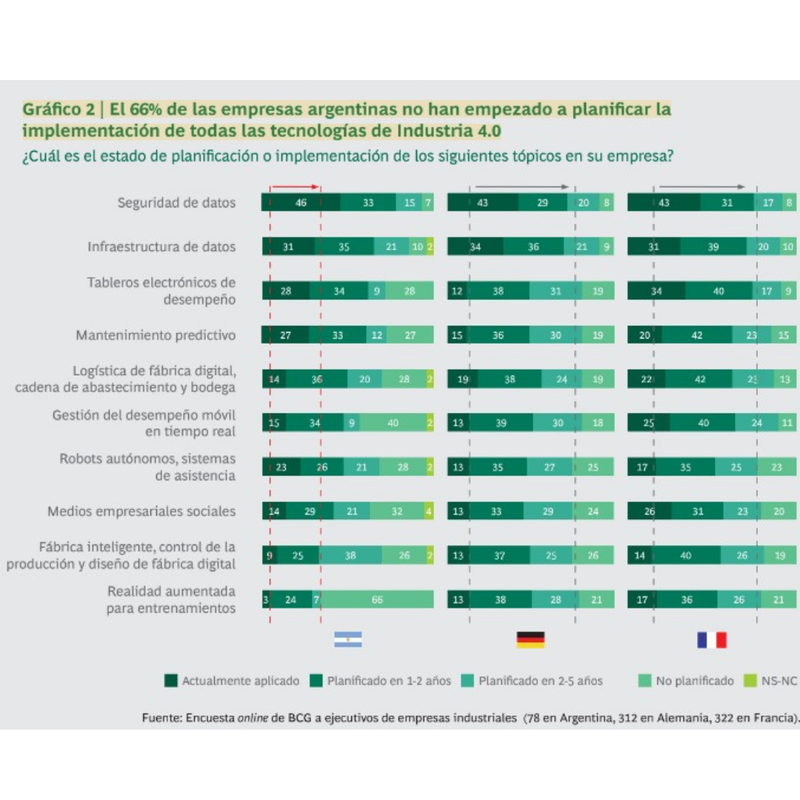 Gráfico 2 | El 66% de las empresas argentinas no han empezado a planificar la
implementación de todas las tecnologías de Industria 4.0
¿Cuál es el estado de planificación o implementación de los siguientes tópicos en su empresa?
Seguridad de datos 46 33 15 7 43 29 20 8 43 31 17 8
Infraestructura de datos 31 35 21 10 2 34 36 21 9 31 39 20 10
Tableros electrónicos de
desempeño 28 34 9 28 12 38 31 19 34 40 17 9
Mantenimiento predictivo 27 33 12 27 15 36 30 19 20 42 23 15
Logística de fábrica digital,
cadena de abastecimiento y bodega 14 36 20 28 2 19 38 24 19 22 42 23 13
Gestión del desempeño móvil
en tiempo real 15 34 9 40 2 13 39 30 18 25 40 24 11
Robots autónomos, sistemas
de asistencia 23 26 21 28 2 13 35 27 25 17 35 25 23
Medios empresariales sociales 14 29 21 32 4 13 33 29 24 26 31 23 20
Fábrica inteligente, control de la
producción y diseño de fábrica digital 9 25 38 26 2 13 37 25 26 14 40 26 19
Realidad aumentada
para entrenamientos 3 24 7 66 13 38 28 21 17 36 26 21
Actualmente aplicado Planificado en 1-2 años Planificado en 2-5 años No planificado NS-NC
Fuente: Encuesta online de BCG a ejecutivos de empresas industriales (78 en Argentina, 312 en Alemania, 322 en Francia).